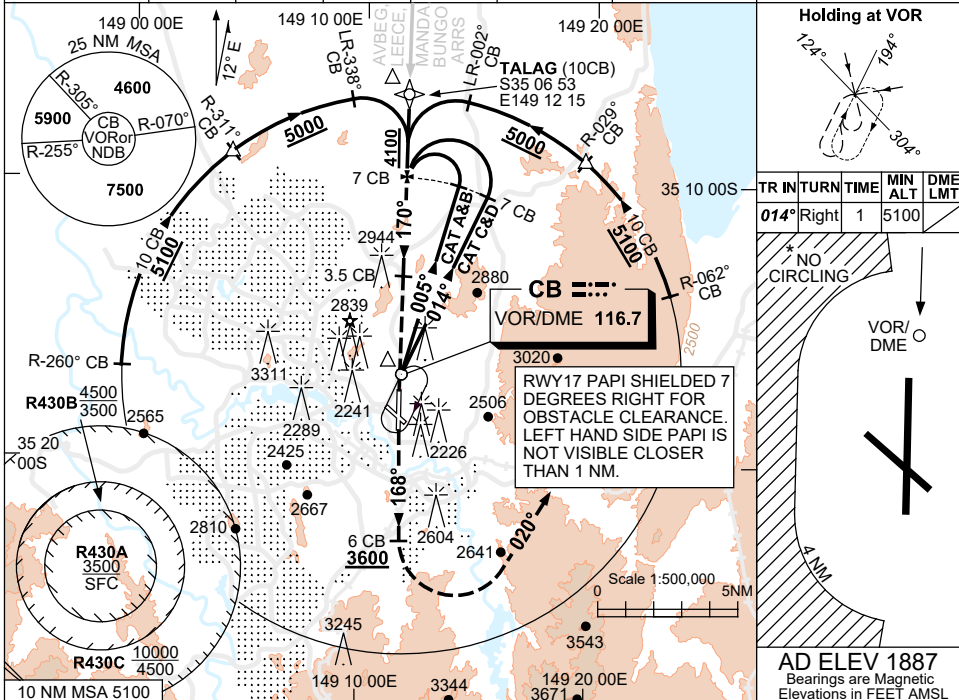 149 00 00E
149 10 00E
149 20 00E
25 NM MSA
4600
R-305°
5900
R-070°
CB
VORor
NDB
R-255°
7500
12° E
AVBEG,
LEECE,
MANDA
BUNGO
ARRS
LR-338°
CB
LR-002°
CB
TALAG (10CB)
S35 06 53
E149 12 15
R-311°
CB
5000
4100
5000
R-029°
CB
7 CB
7 CB
170°
CAT A&B
CAT C&D
35 10 00S
10 CB
5100
10 CB
5100
2944
3.5 CB
005°
014°
2880
R-062°
CB
2839
CB
VOR/DME 116.7
2500
3311
3020
R-260° CB
2241
R430B 4500
3500
2565
2289
2506
RWY17 PAPI SHIELDED 7
DEGREES RIGHT FOR
OBSTACLE CLEARANCE.
LEFT HAND SIDE PAPI IS
NOT VISIBLE CLOSER
THAN 1 NM.
35 20
00S
2425
2226
2667
168°
2810
2604
020°
6 CB
3600
2641
R430A
3500
SFC
Scale 1:500,000
0
5NM
3543
3245
R430C 10000
4500
10 NM MSA 5100
149 10 00E
3344
149 20 00E
3671
Holding at VOR
124°
194°
304°
TR IN TURN TIME MIN ALT DME LMT
014° Right 1 5100
* NO
CIRCLING
VOR/
DME
4 NM
AD ELEV 1887
Bearings are Magnetic
Elevations in FEET AMSL